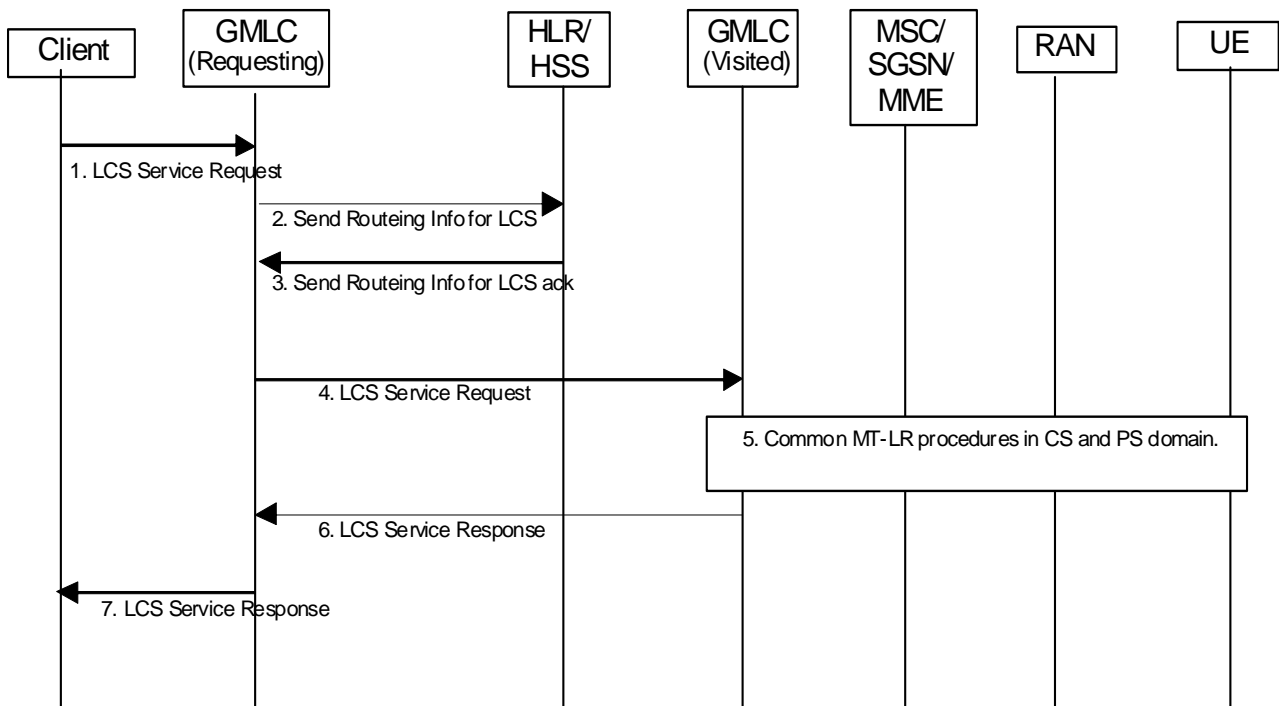 Client
GMLC
(Requesting)
HLR/
HSS
GMLC
(Visited)
MSC/
SGSN/
MME
RAN
UE
1. LCS Service Request
2. Send Routeing Info for LCS
3. Send Routeing Info for LCS ack
4. LCS Service Request
5. Common MT-LR procedures in CS and PS domain.
6. LCS Service Response
7. LCS Service Response